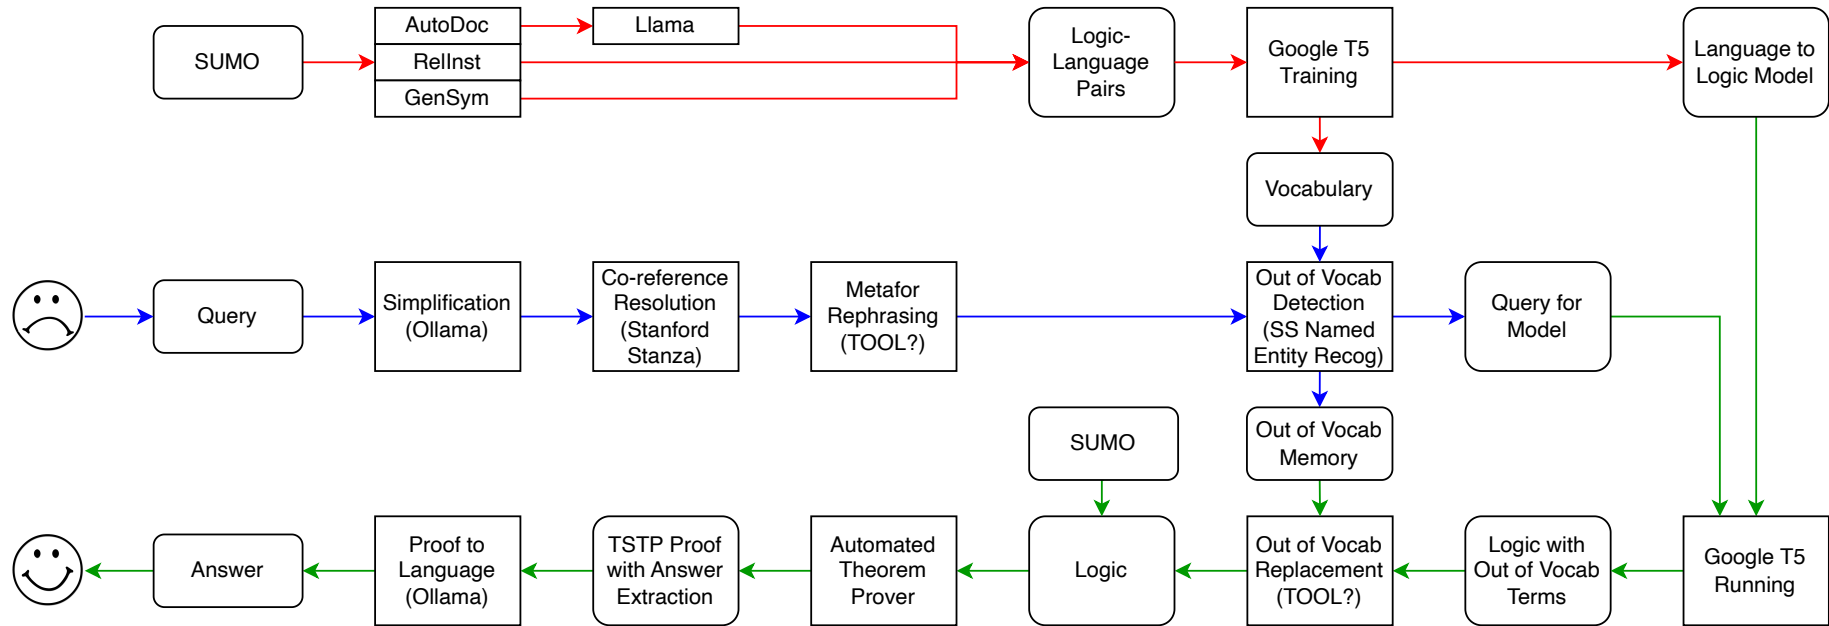 SUMO
AutoDoc
RelInst
GenSym
Llama
Logic-
Language
Pairs
Google T5
Training
Language to
Logic Model
Vocabulary
Query
Simplification
(Ollama)
Co-reference
Resolution
(Stanford
Stanza)
Metafor
Rephrasing
(TOOL?)
Out of Vocab
Detection
(SS Named
Entity Recog)
Query for
Model
SUMO
Out of Vocab
Memory
Answer
Proof to
Language
(Ollama)
TSTP Proof
with Answer
Extraction
Automated
Theorem
Prover
Logic
Out of Vocab
Replacement
(TOOL?)
Logic with
Out of Vocab
Terms
Google T5
Running